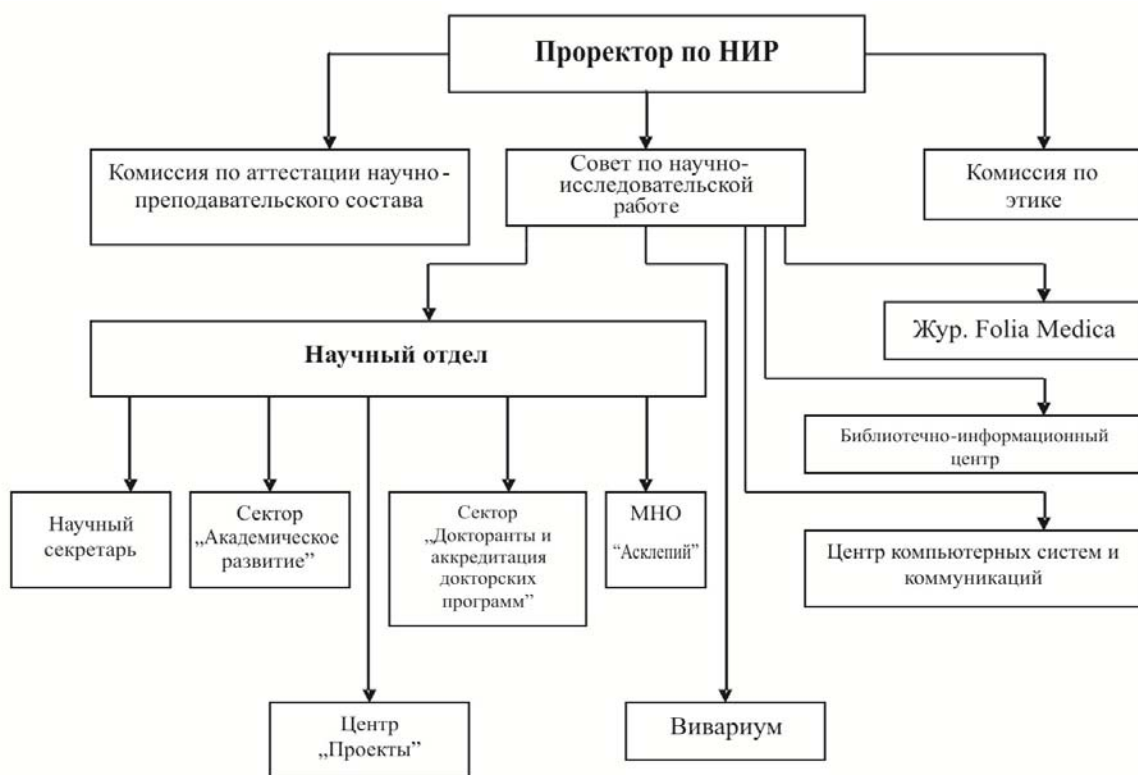 Проректор по НИР
Комиссия по аттестации научно-
преподавательского состава
Совет по научно-
исследовательской
работе
Комиссия по
этике
Жур. Folia Medica
Научный отдел
Библиотечно-информационный
центр
Научный
секретарь
Сектор
„Академическое
развитие”
Сектор
„Докторанты и
аккредитация
докторских
программ”
МНО
“Асклепий”
Центр компьютерных систем и
коммуникаций
Центр
„Проекты”
Вивариум